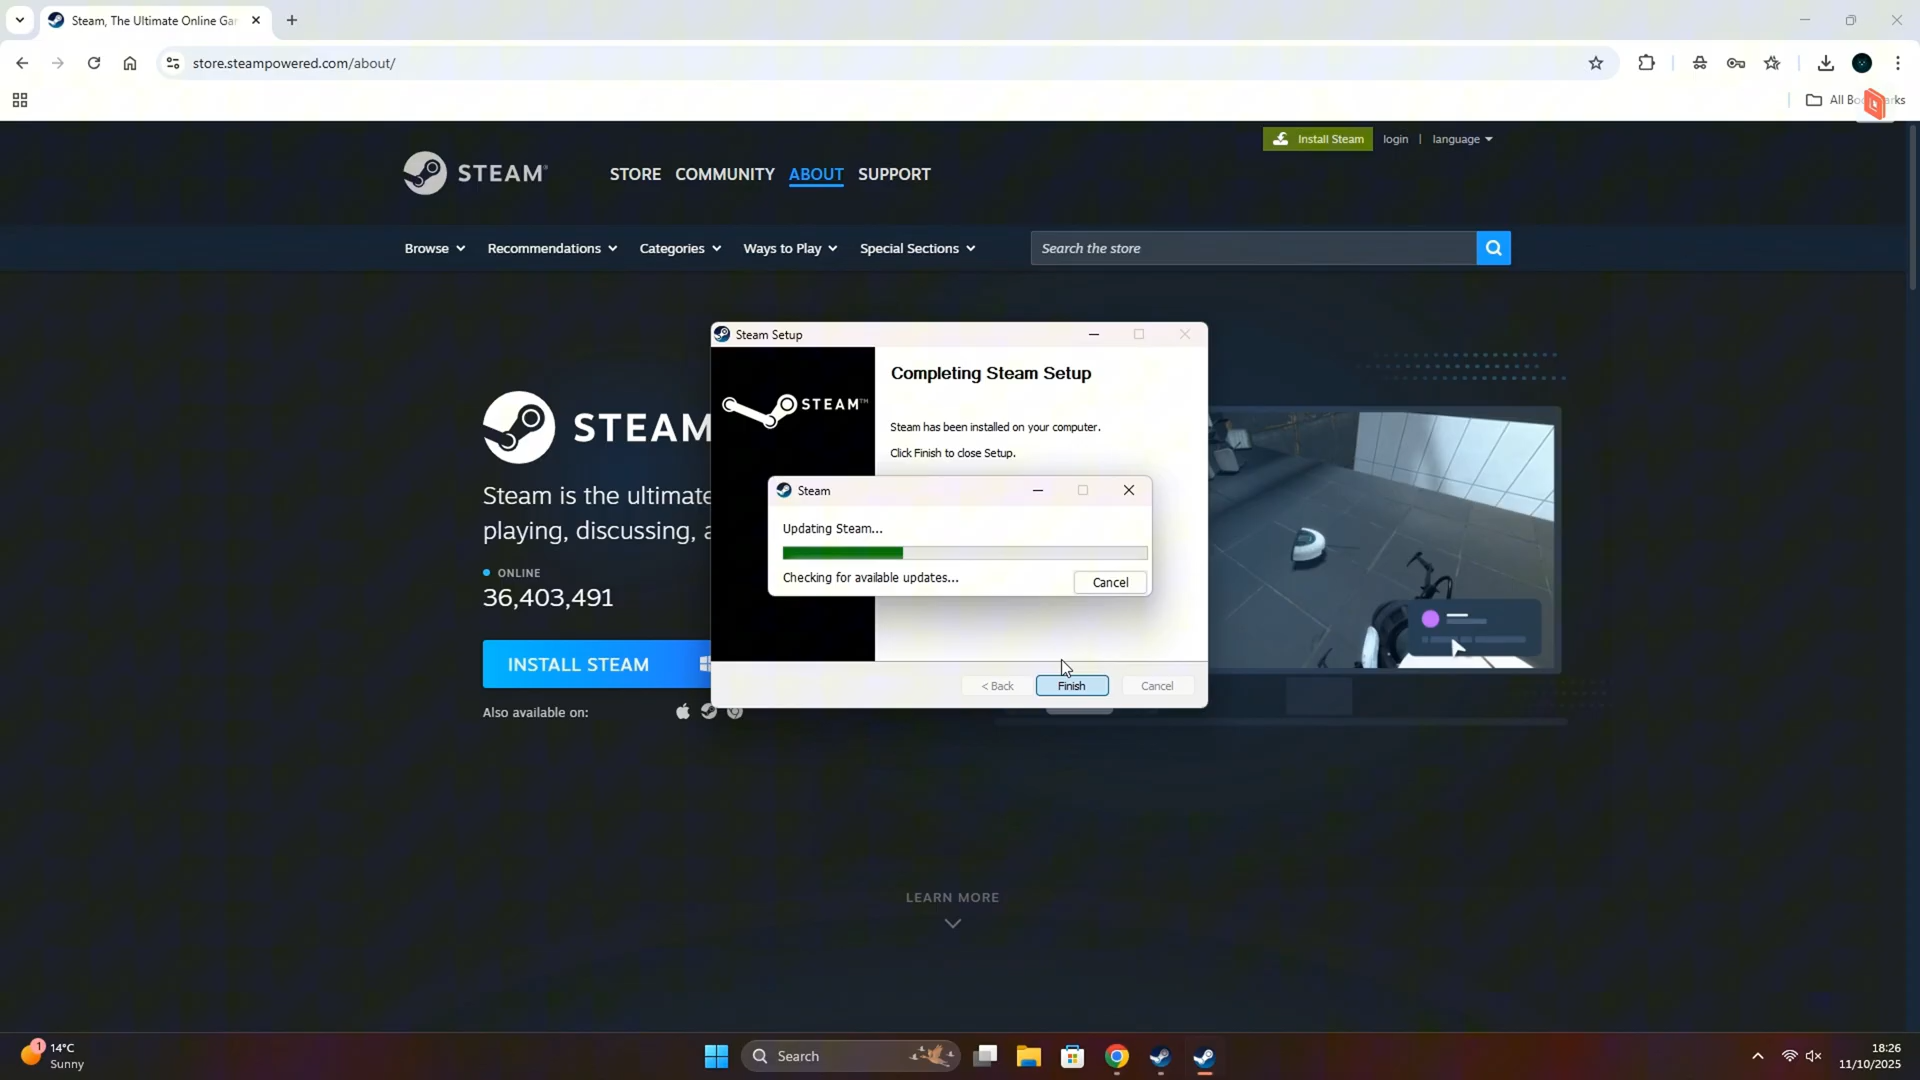 Steam, The Ultimate Online Ga
store.steampowered.com/about/
All Bo
ks
Install Steam
login
|
language
STEAM®
STORE
COMMUNITY
ABOUT
SUPPORT
Browse
Recommendations
Categories
Ways to Play
Special Sections
Search the store
Steam Setup
Completing Steam Setup
STEAM™
Steam has been installed on your computer.
Click Finish to close Setup.
STEAM
Steam is the ultimate
playing, discussing, a
ONLINE
36,403,491
Steam
Updating Steam...
Checking for available updates...
Cancel
INSTALL STEAM
< Back
Finish
Cancel
Also available on:
LEARN MORE
1
14°C
Sunny
Search
18:26
11/10/2025